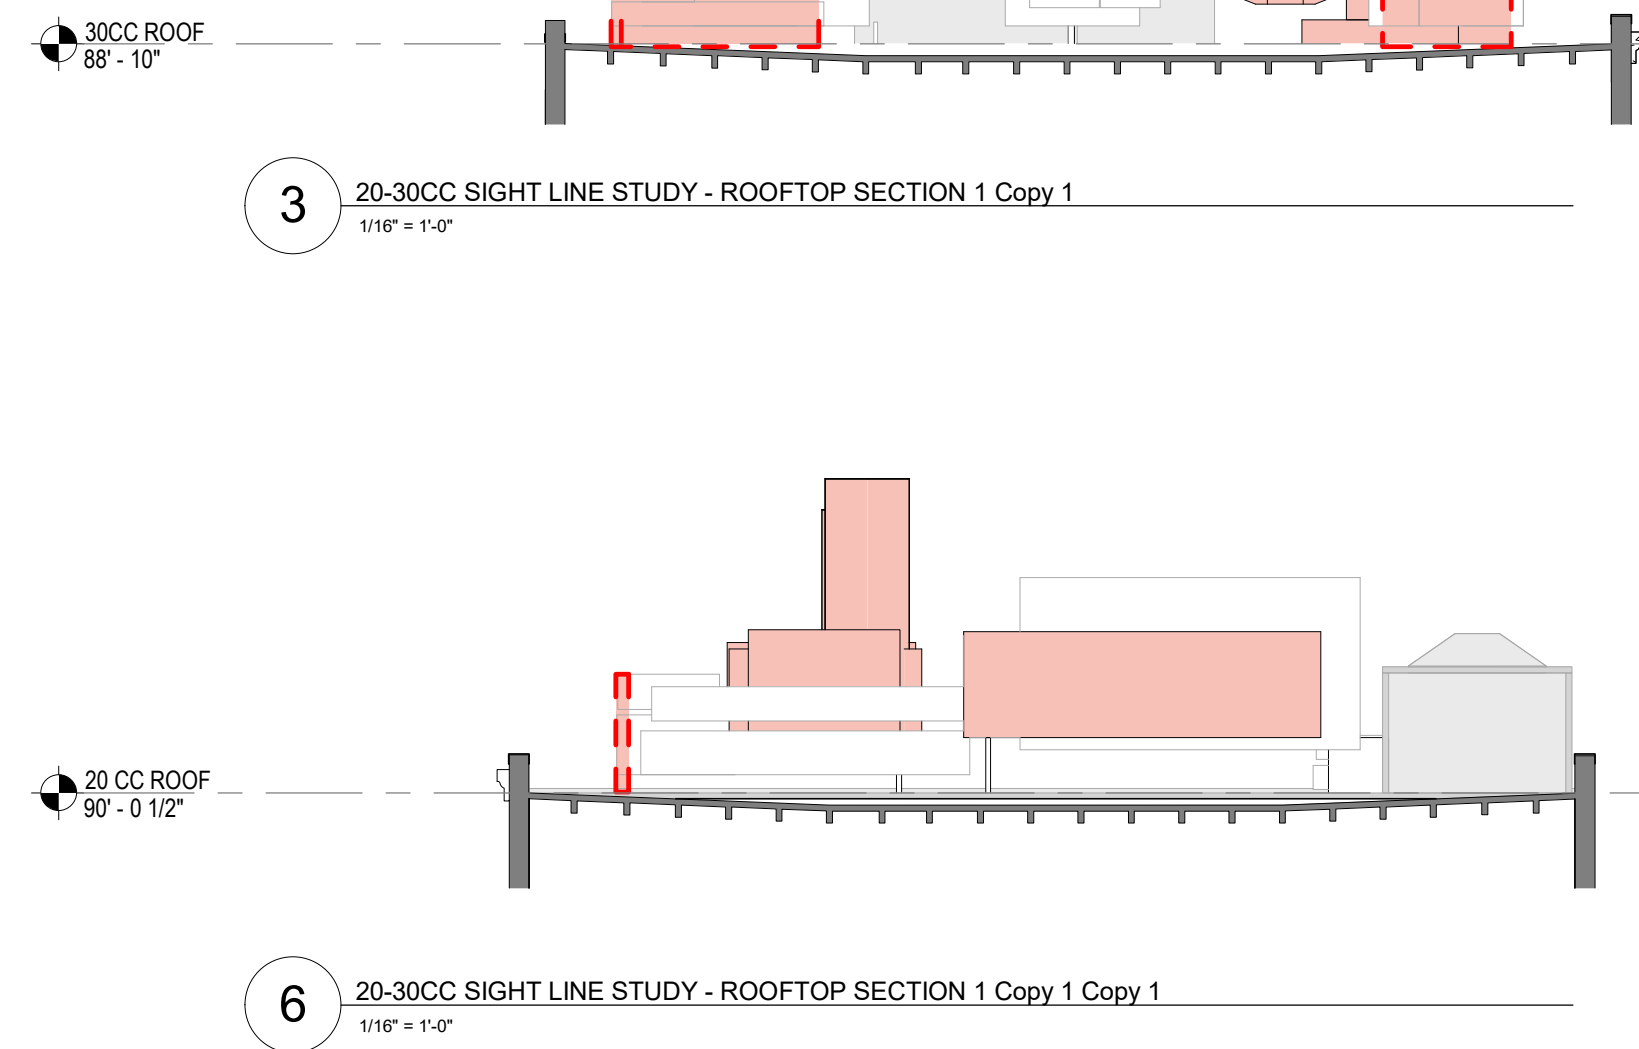 30CC ROOF
88' - 10"
3
20-30CC SIGHT LINE STUDY - ROOFTOP SECTION 1 Copy 1
1/16" = 1'-0"
20 CC ROOF
90' - 0 1/2"
6
20-30CC SIGHT LINE STUDY - ROOFTOP SECTION 1 Copy 1 Copy 1
1/16" = 1'-0"